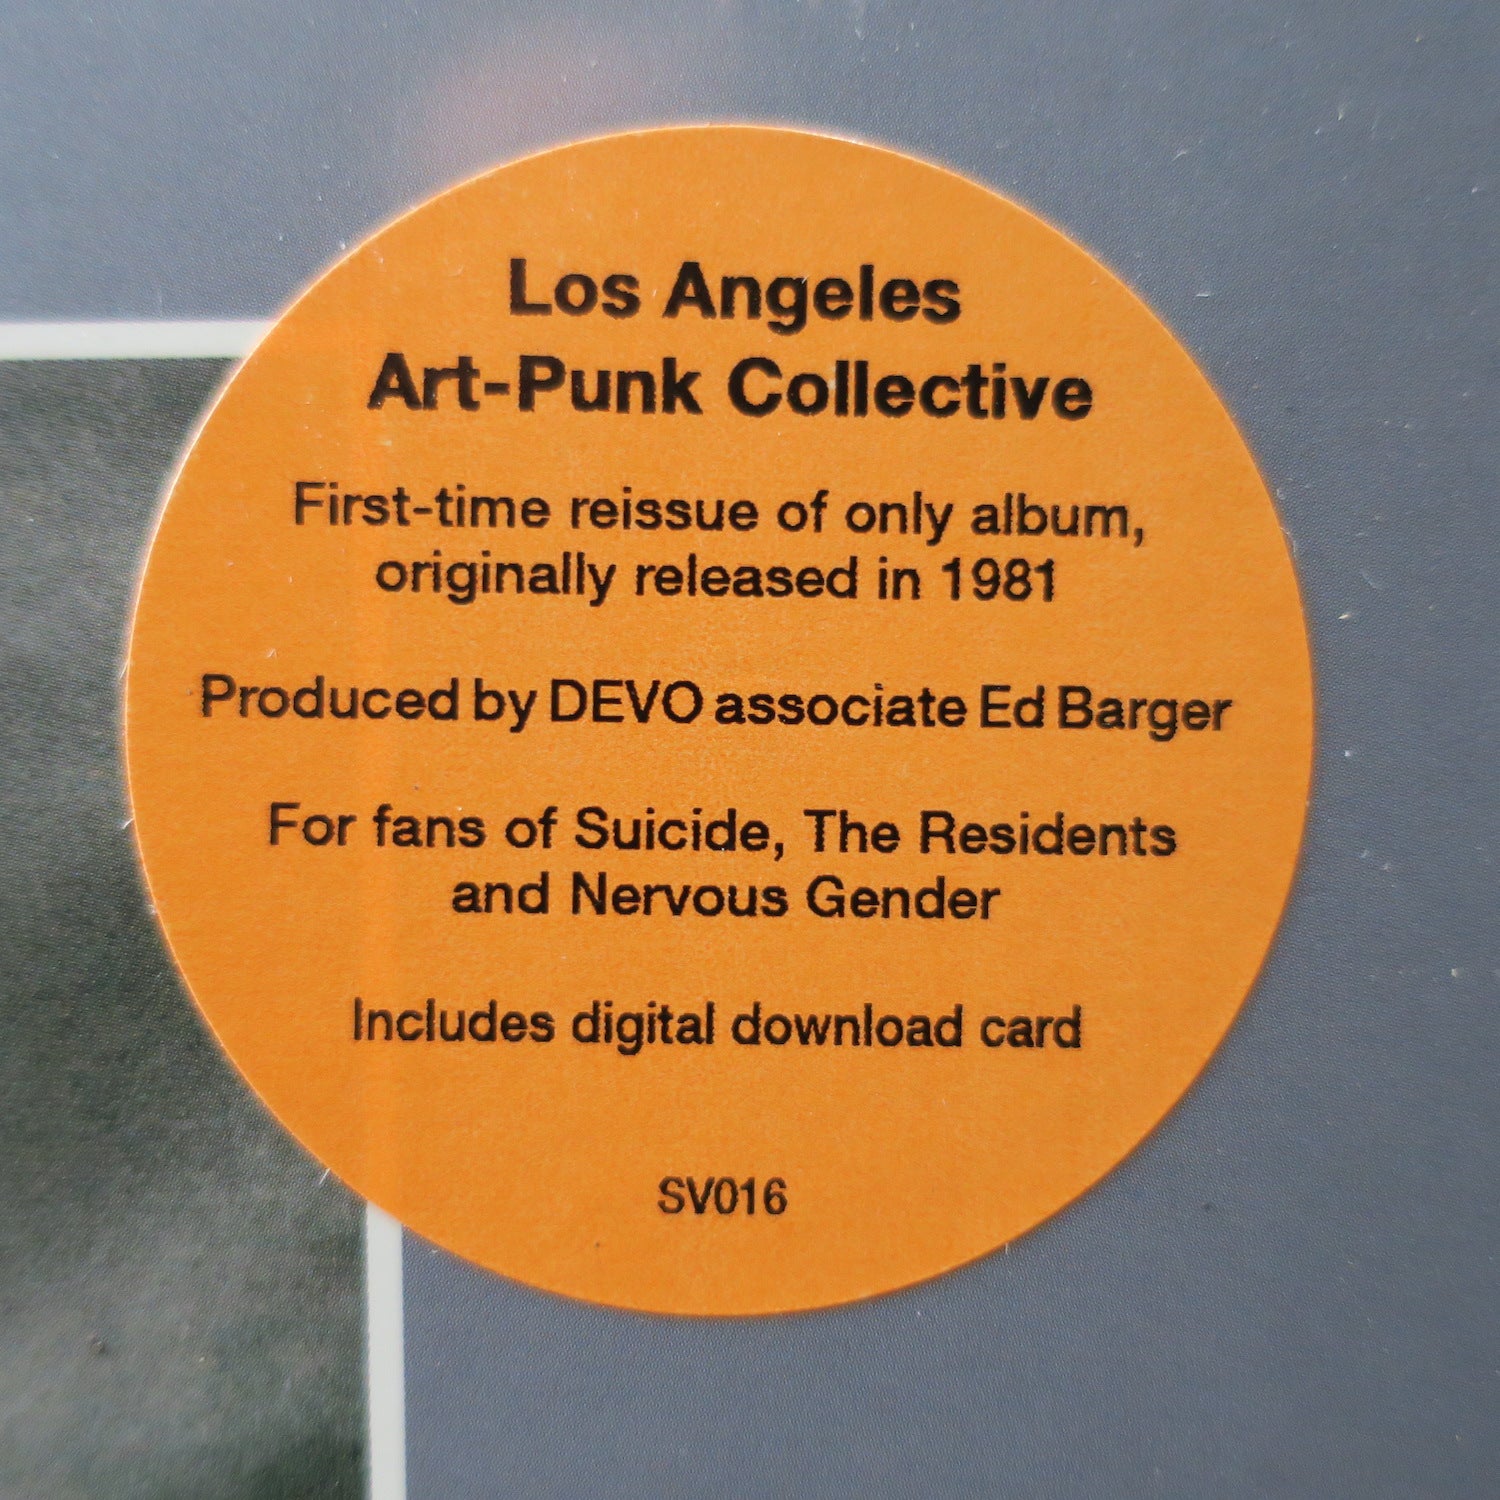 Los Angeles
Art-Punk Collective
First-time reissue of only album,
originally released in 1981
Produced by DEVO associate Ed Barger
For fans of Suicide, The Residents
and Nervous Gender
Includes digital download card
SV016